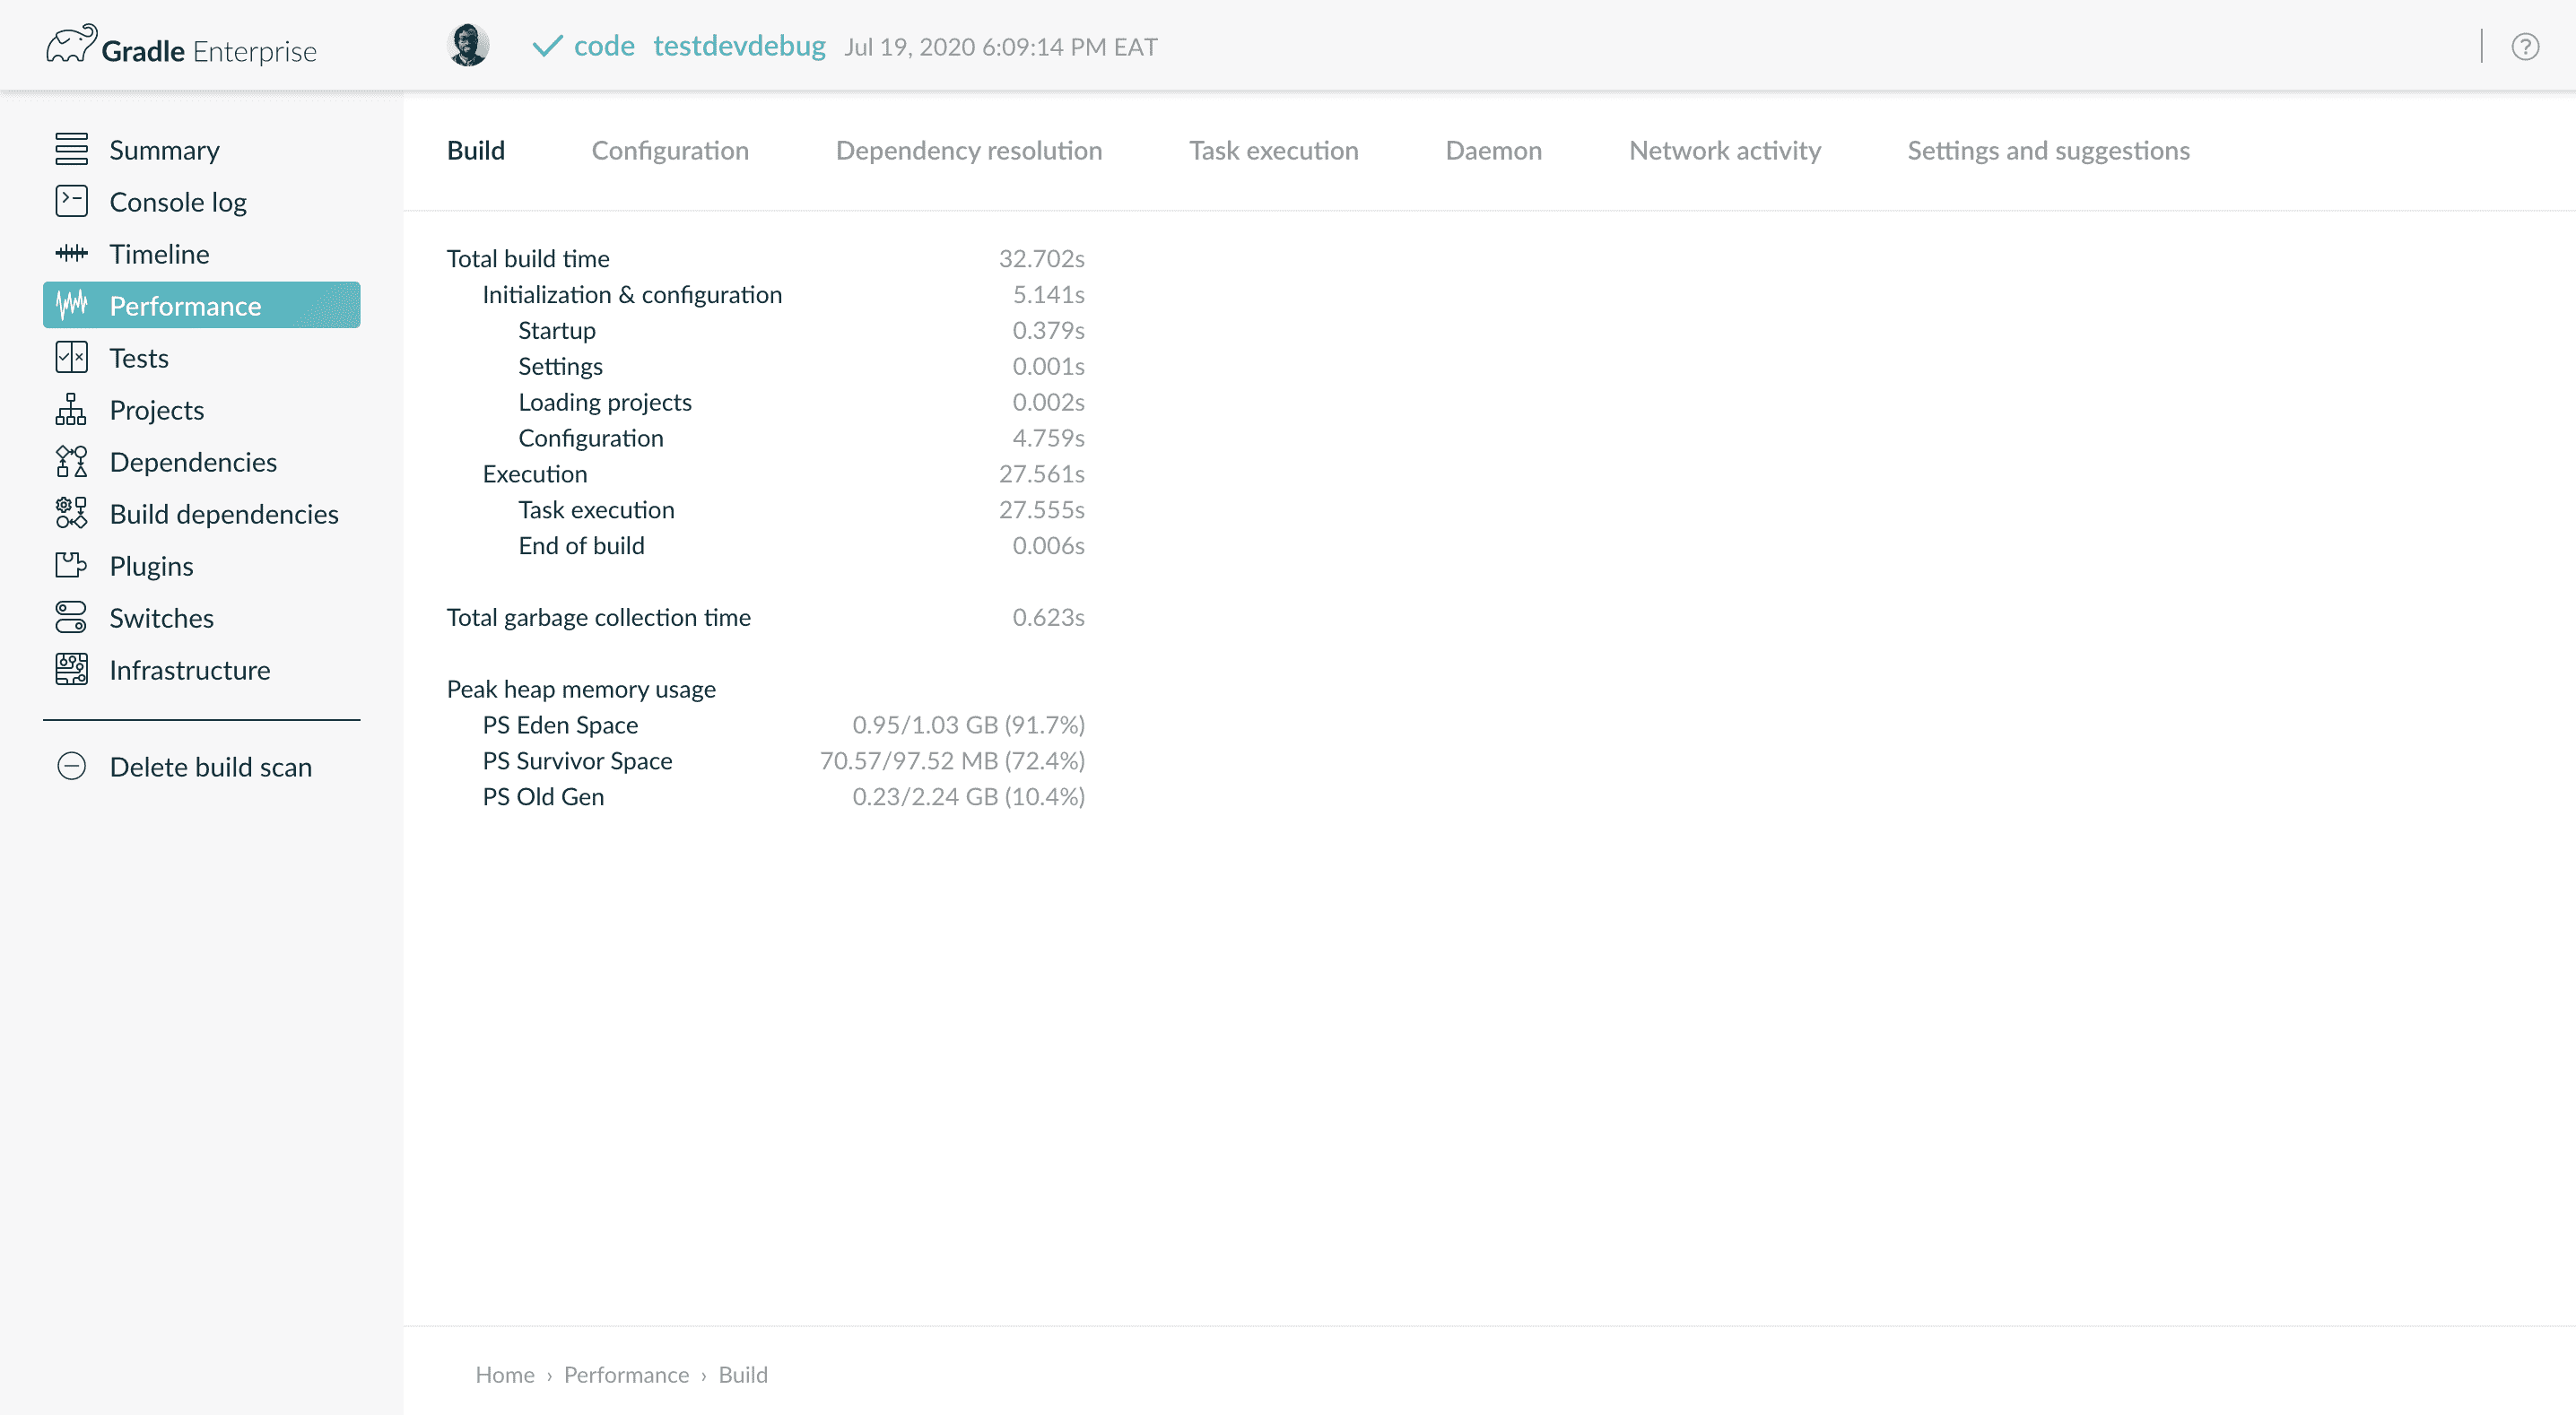 Gradle Enterprise
code testdevdebug Jul 19, 2020 6:09:14 PM EAT
?
Summary
Console log
Timeline
Performance
Tests
Projects
Dependencies
Build dependencies
Plugins
Switches
Infrastructure
Delete build scan
Build Configuration Dependency resolution Task execution Daemon Network activity Settings and suggestions
Total build time 32.702s
Initialization & configuration 5.141s
Startup 0.379s
Settings 0.001s
Loading projects 0.002s
Configuration 4.759s
Execution 27.561s
Task execution 27.555s
End of build 0.006s
Total garbage collection time 0.623s
Peak heap memory usage
PS Eden Space 0.95/1.03 GB (91.7%)
PS Survivor Space 70.57/97.52 MB (72.4%)
PS Old Gen 0.23/2.24 GB (10.4%)
Home › Performance › Build